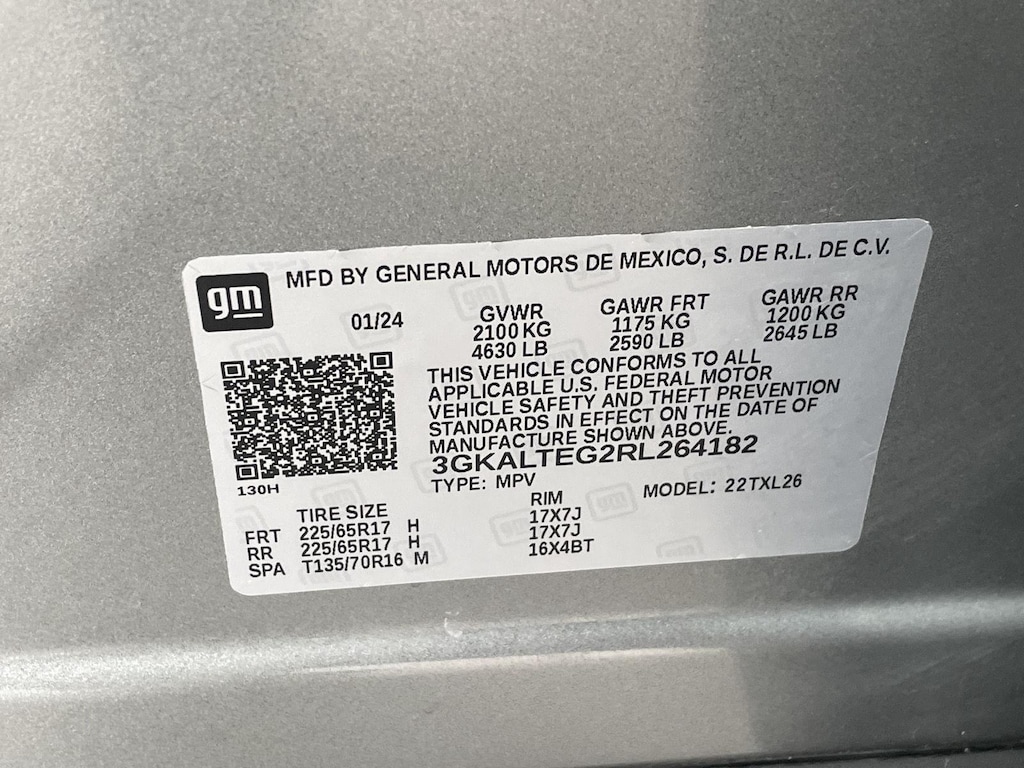 gm
MFD BY GENERAL MOTORS DE MEXICO, S. DE R.L. DE C.V.
01/24
GVWR
2100 KG
4630 LB
GAWR FRT
1175 KG
2590 LB
GAWR RR
1200 KG
2645 LB
THIS VEHICLE CONFORMS TO ALL
APPLICABLE U.S. FEDERAL MOTOR
VEHICLE SAFETY AND THEFT PREVENTION
STANDARDS IN EFFECT ON THE DATE OF
MANUFACTURE SHOWN ABOVE.
3GKALTEG2RL264182
TYPE: MPV
MODEL: 22TXL26
130H
TIRE SIZE RIM
FRT 225/65R17 H 17X7J
RR 225/65R17 H 17X7J
SPA T135/70R16 M 16X4BT